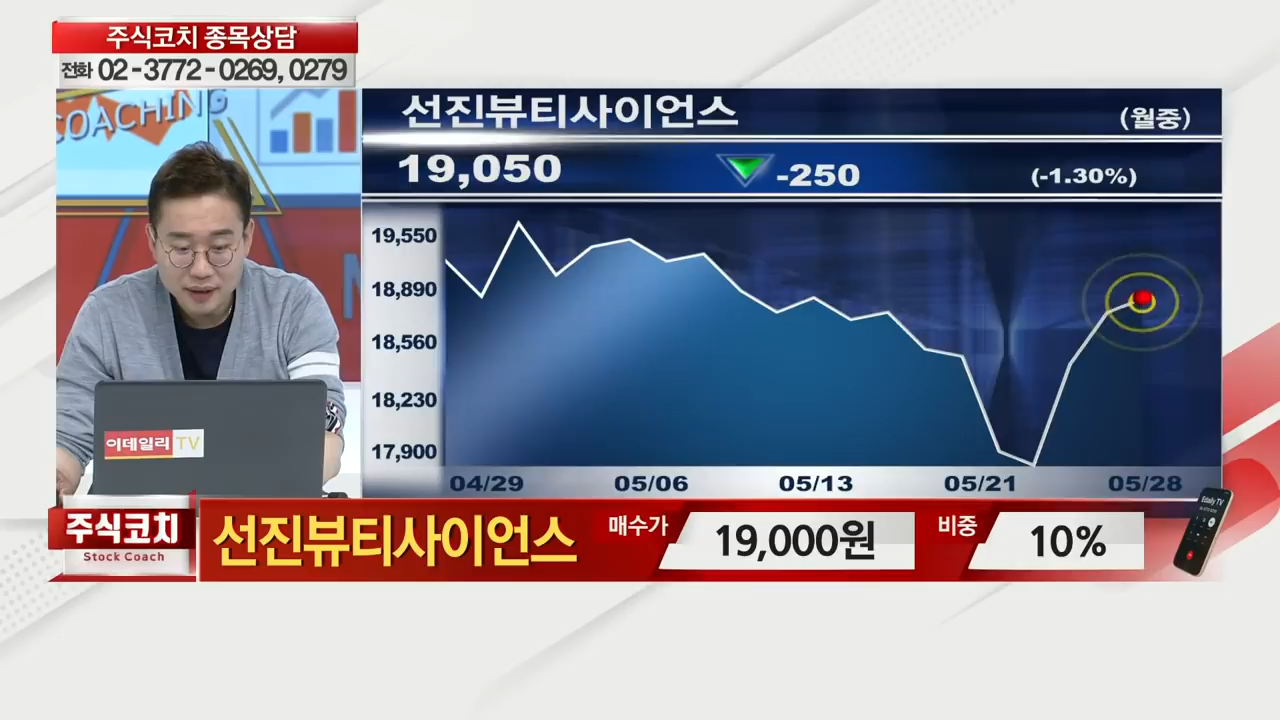 주식코치 종목상담
전화 02-3772-0269, 0279
COACHING
선진뷰티사이언스 (월중)
19,050 -250 (-1.30%)
19,550
18,890
18,560
18,230
17,900
04/29 05/06 05/13 05/21 05/28
이데일리TV
주식코치
Stock Coach
선진뷰티사이언스 매수가 19,000원 비중 10%
Edaily TV